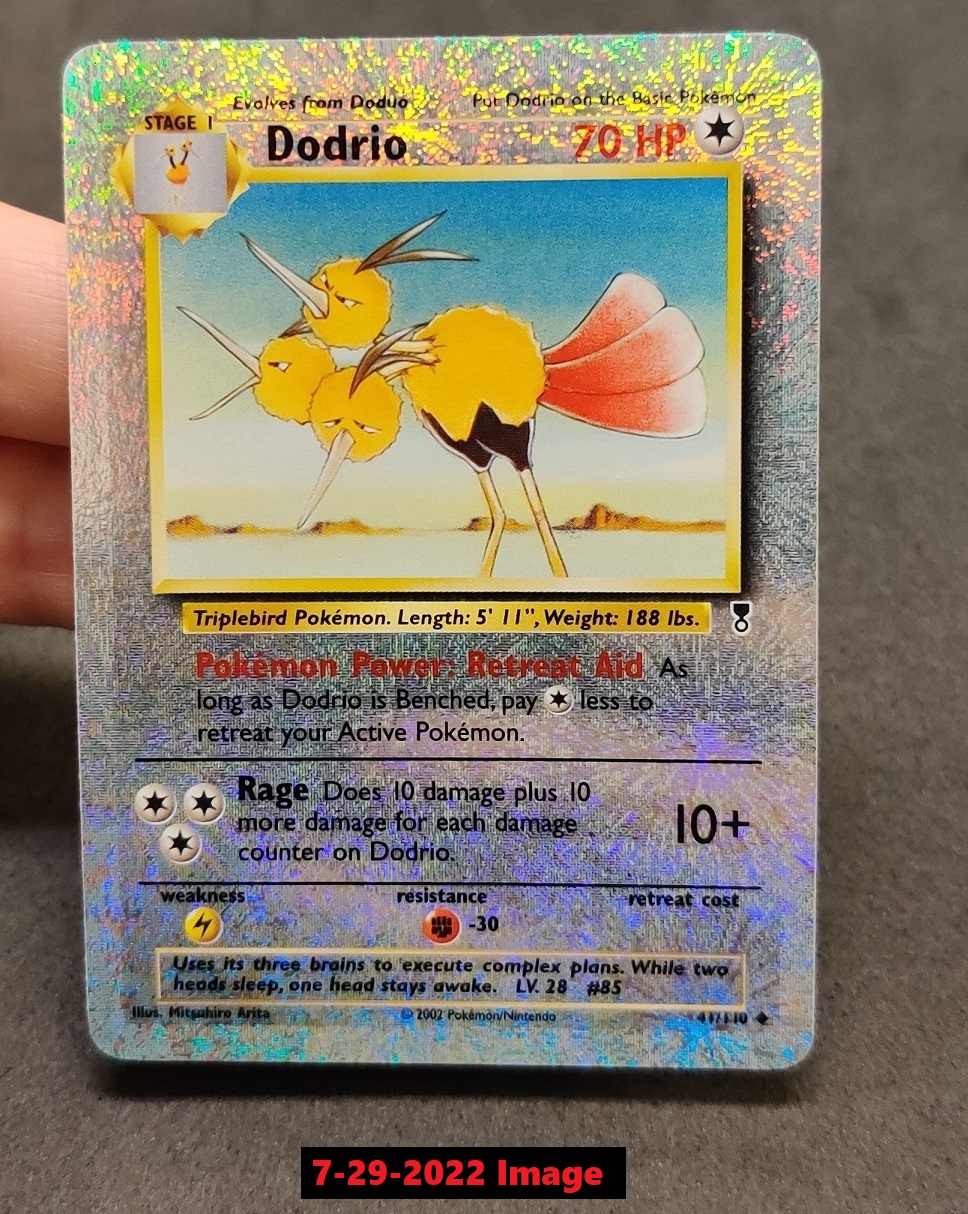 Evolves from Doduo
Put Dodrio on the Basic Pokémon
STAGE 1
Dodrio
70 HP
Triplebird Pokémon. Length: 5' 11", Weight: 188 lbs.
Pokémon Power: Retreat Aid As
long as Dodrio is Benched, pay less to
retreat your Active Pokémon.
Rage Does 10 damage plus 10
more damage for each damage
counter on Dodrio.
10+
weakness
resistance
retreat cost
-30
Uses its three brains to execute complex plans. While two
heads sleep, one head stays awake. LV. 28 #85
Illus. Mitsuhiro Arita
© 2002 Pokémon/Nintendo
41/110
7-29-2022 Image